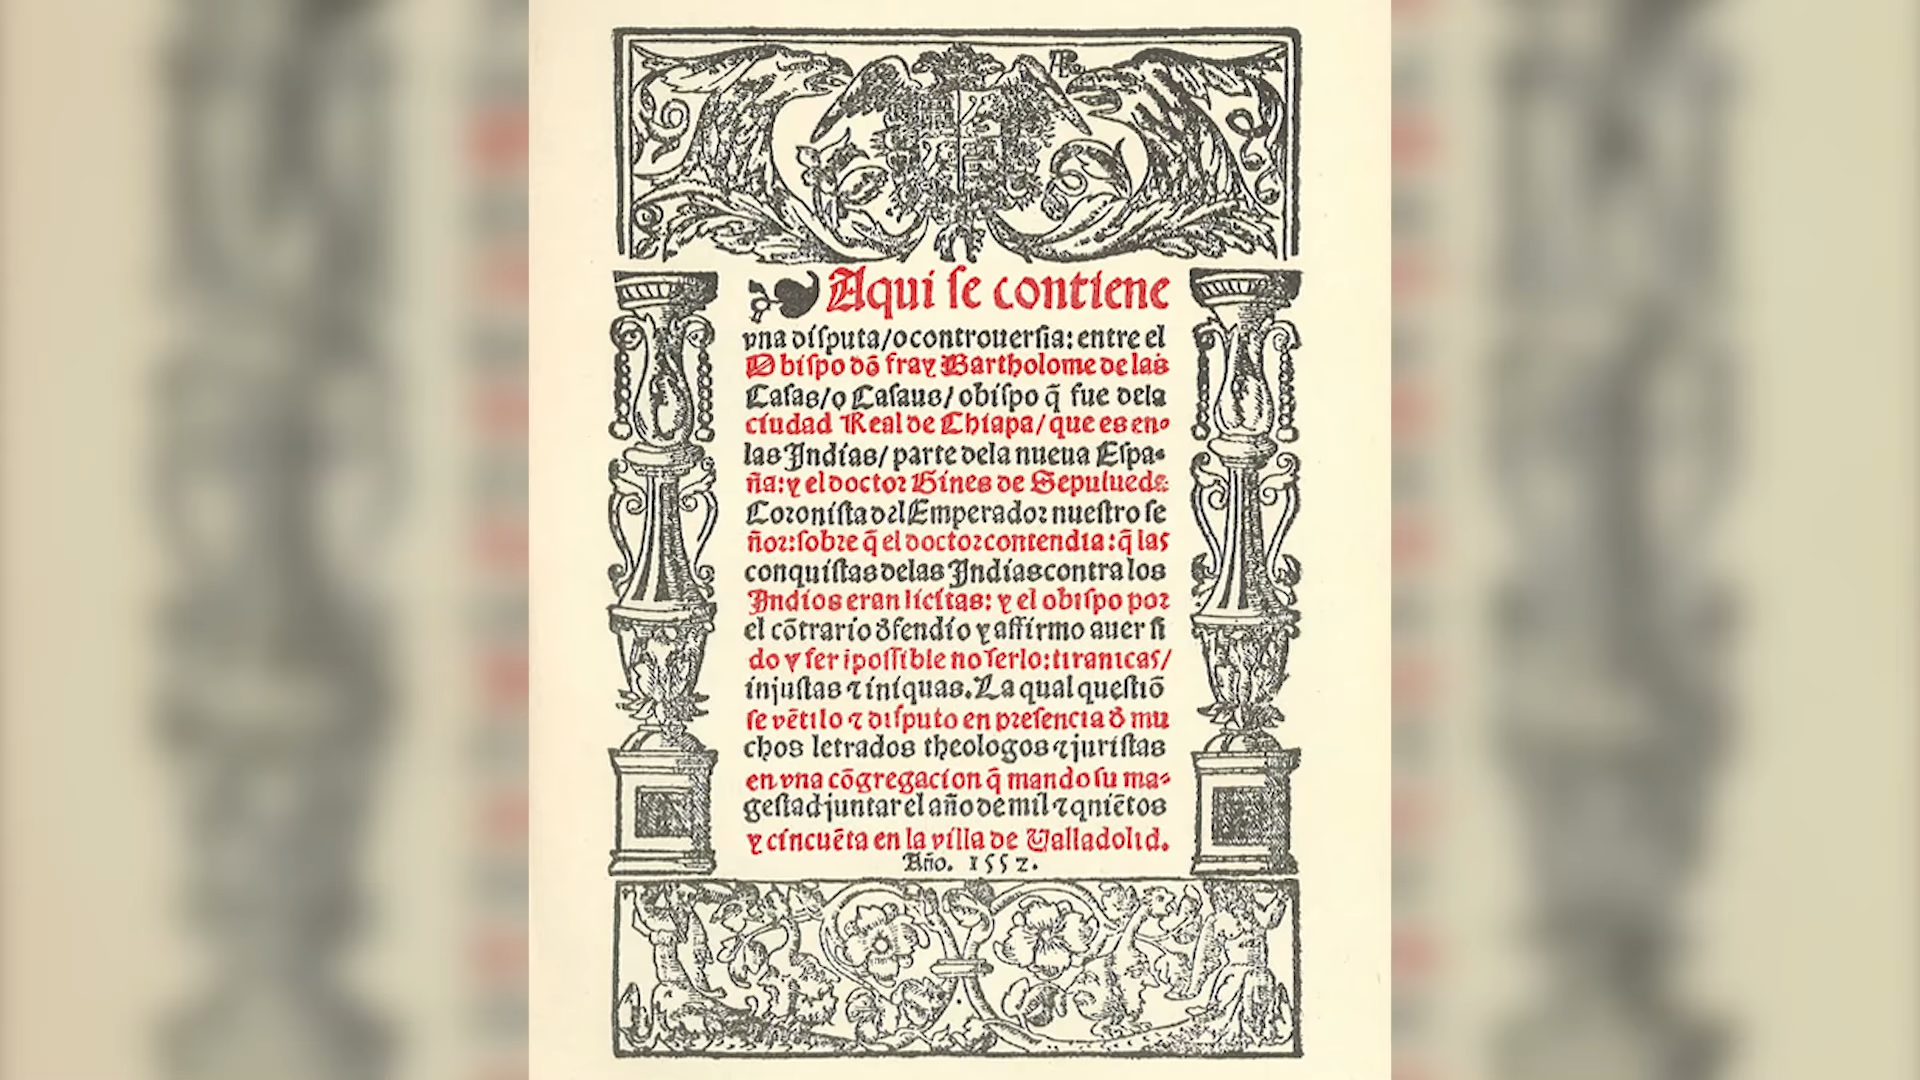 Aqui se contiene
vna disputa/o controuersia: entre el
Obispo dõ fray Bartholome de las
Casas/o Casaus/ obispo q̃ fue dela
ciudad Real de Chiapa/ que es en-
las Indias/ parte dela nueua Espa-
ña: y el doctor Gines de Sepulueda
Coronista del Emperador nuestro se
ñor: sobre q̃ el doctor contendia: q̃ las
conquistas delas Indias contra los
Indios eran licitas: y el obispo por
el cõtrario d̃fendio y affirmo auer si
do y ser ĩpossible no serlo: tiranicas/
injustas ⁊ iniquas. La qual questiõ
se vẽtilo ⁊ disputo en presencia d̃ mu
chos letrados theologos ⁊ juristas
en vna cõgregacion q̃ mando su ma-
gestad juntar el año de mil ⁊ qniẽtos
y cincuẽta en la villa de Valladolid.
Año. 1552.